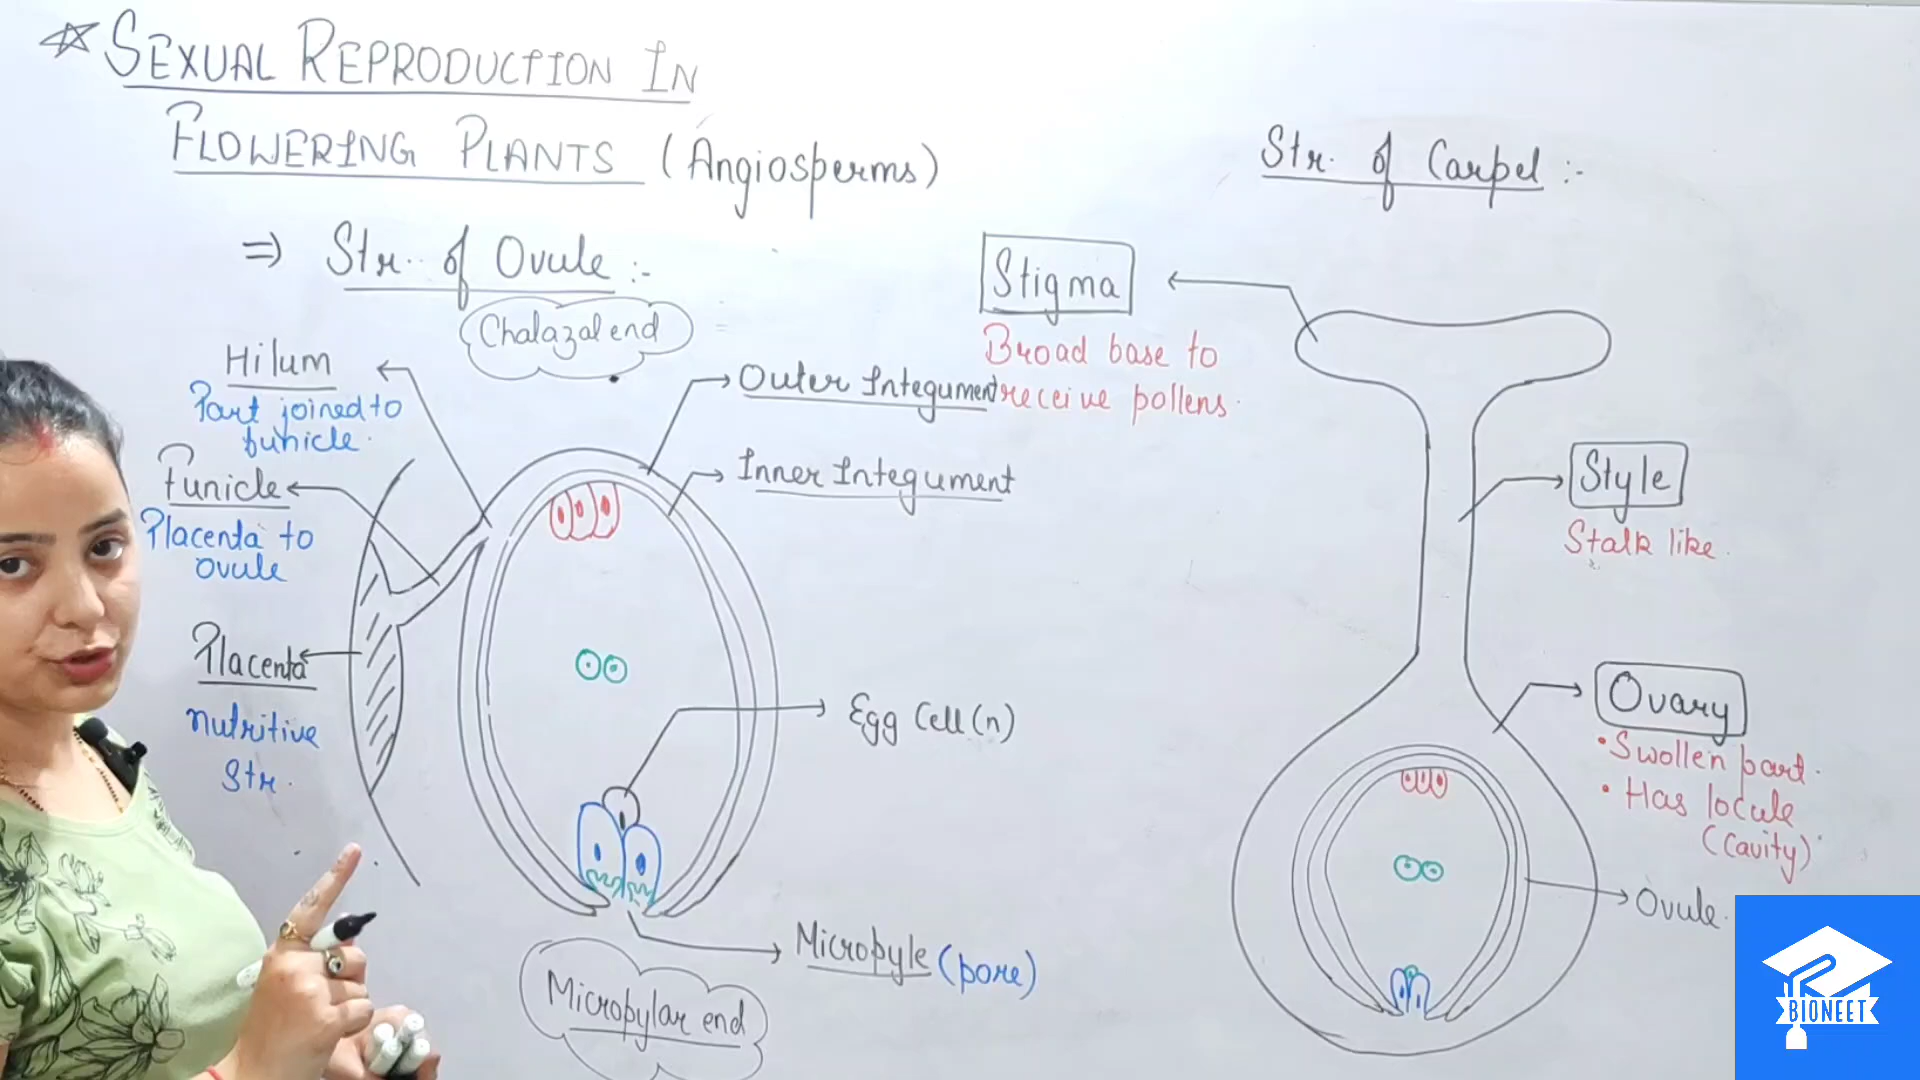 SEXUAL REPRODUCTION IN
FLOWERING PLANTS (Angiosperms)
⇒ Str. of Ovule :-
Chalazal end
Hilum
Part joined to
funicle.
Funicle
Placenta to
ovule
Placenta
nutritive
str.
Outer Integument
Inner Integument
Egg Cell (n)
Micropyle (pore)
Micropylar end
Str. of Carpel :-
Stigma
Broad base to
receive pollens.
Style
Stalk like.
Ovary
• Swollen part.
• Has locule
(cavity)
Ovule.
BIONEET